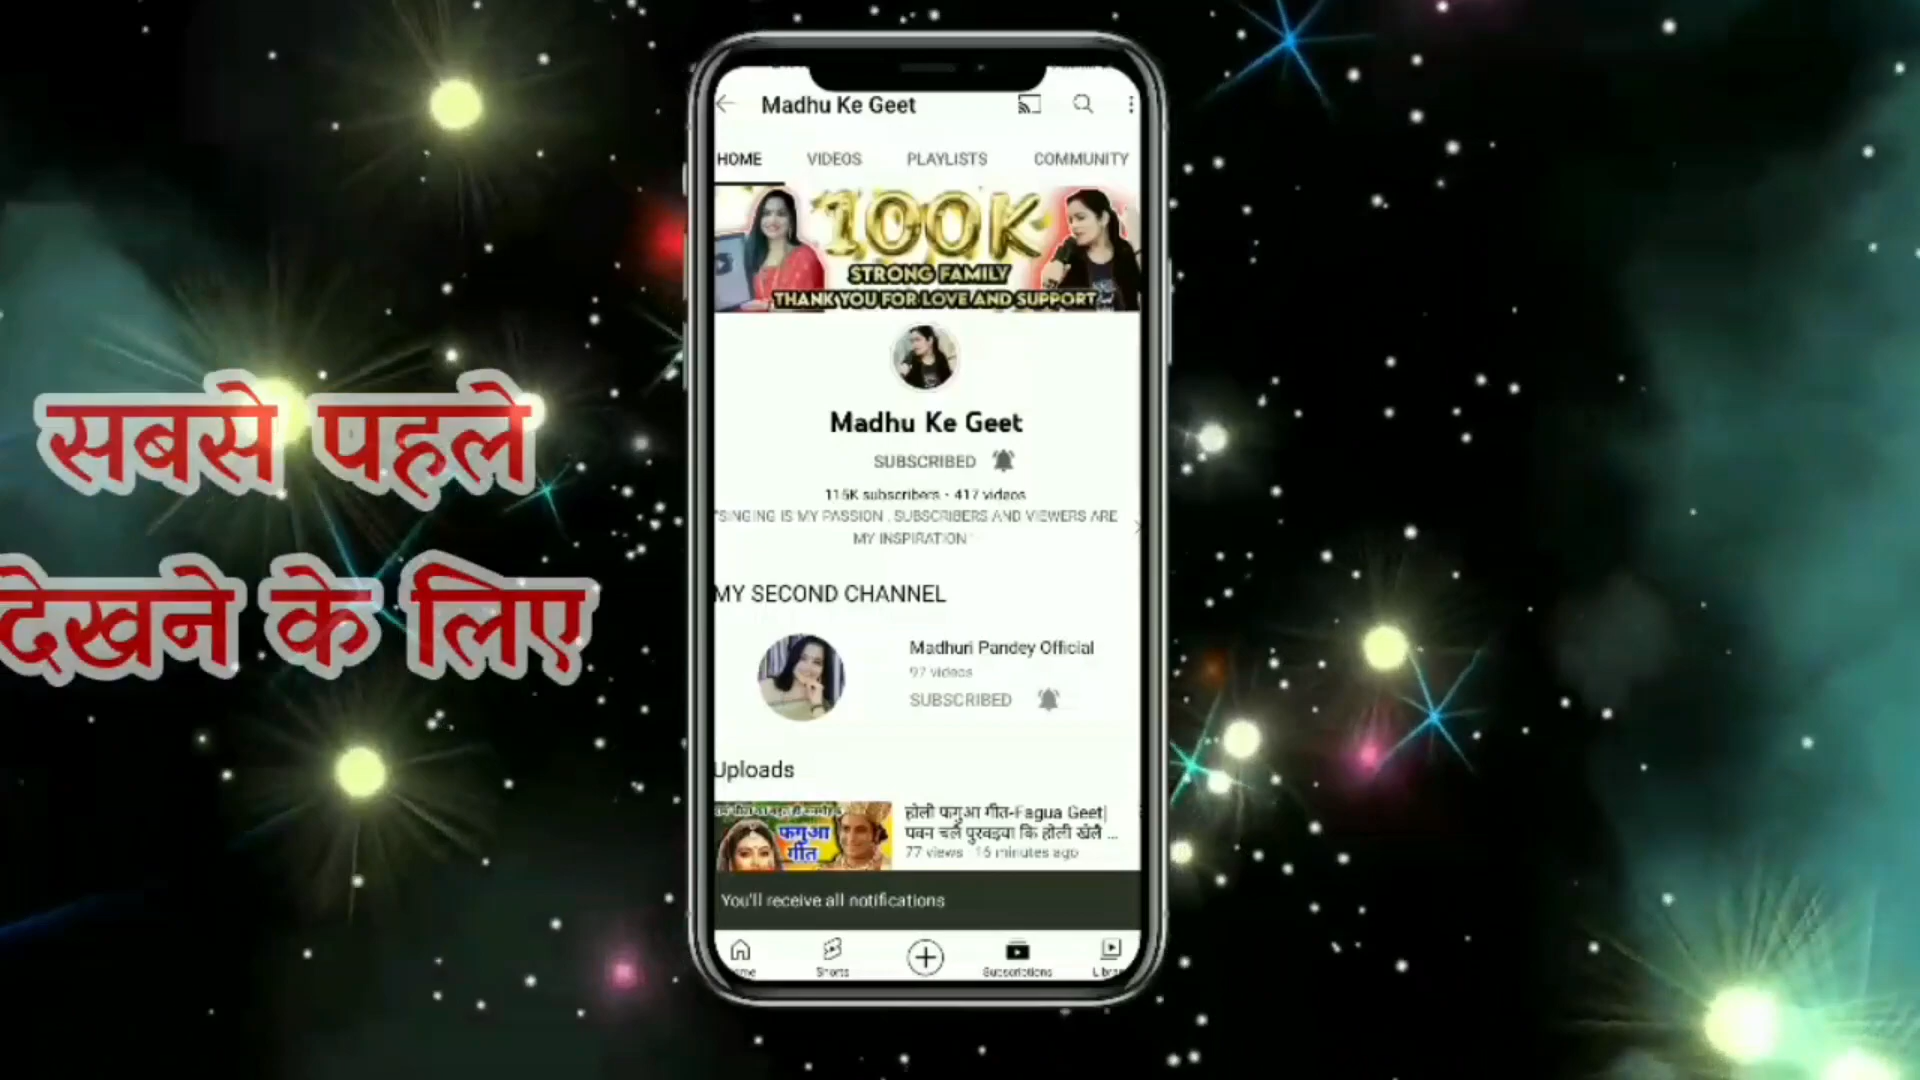 सबसे पहले
देखने के लिए
Madhu Ke Geet
HOME VIDEOS PLAYLISTS COMMUNITY
100K
STRONG FAMILY
THANK YOU FOR LOVE AND SUPPORT
Madhu Ke Geet
SUBSCRIBED
115K subscribers · 417 videos
"SINGING IS MY PASSION . SUBSCRIBERS AND VIEWERS ARE
MY INSPIRATION"
MY SECOND CHANNEL
Madhuri Pandey Official
97 videos
SUBSCRIBED
Uploads
फगुआ
गीत
होली फगुआ गीत-Fagua Geet|
पवन चलै पुरवइया कि होली खेलै ...
77 views · 16 minutes ago
You'll receive all notifications
Shorts Subscriptions